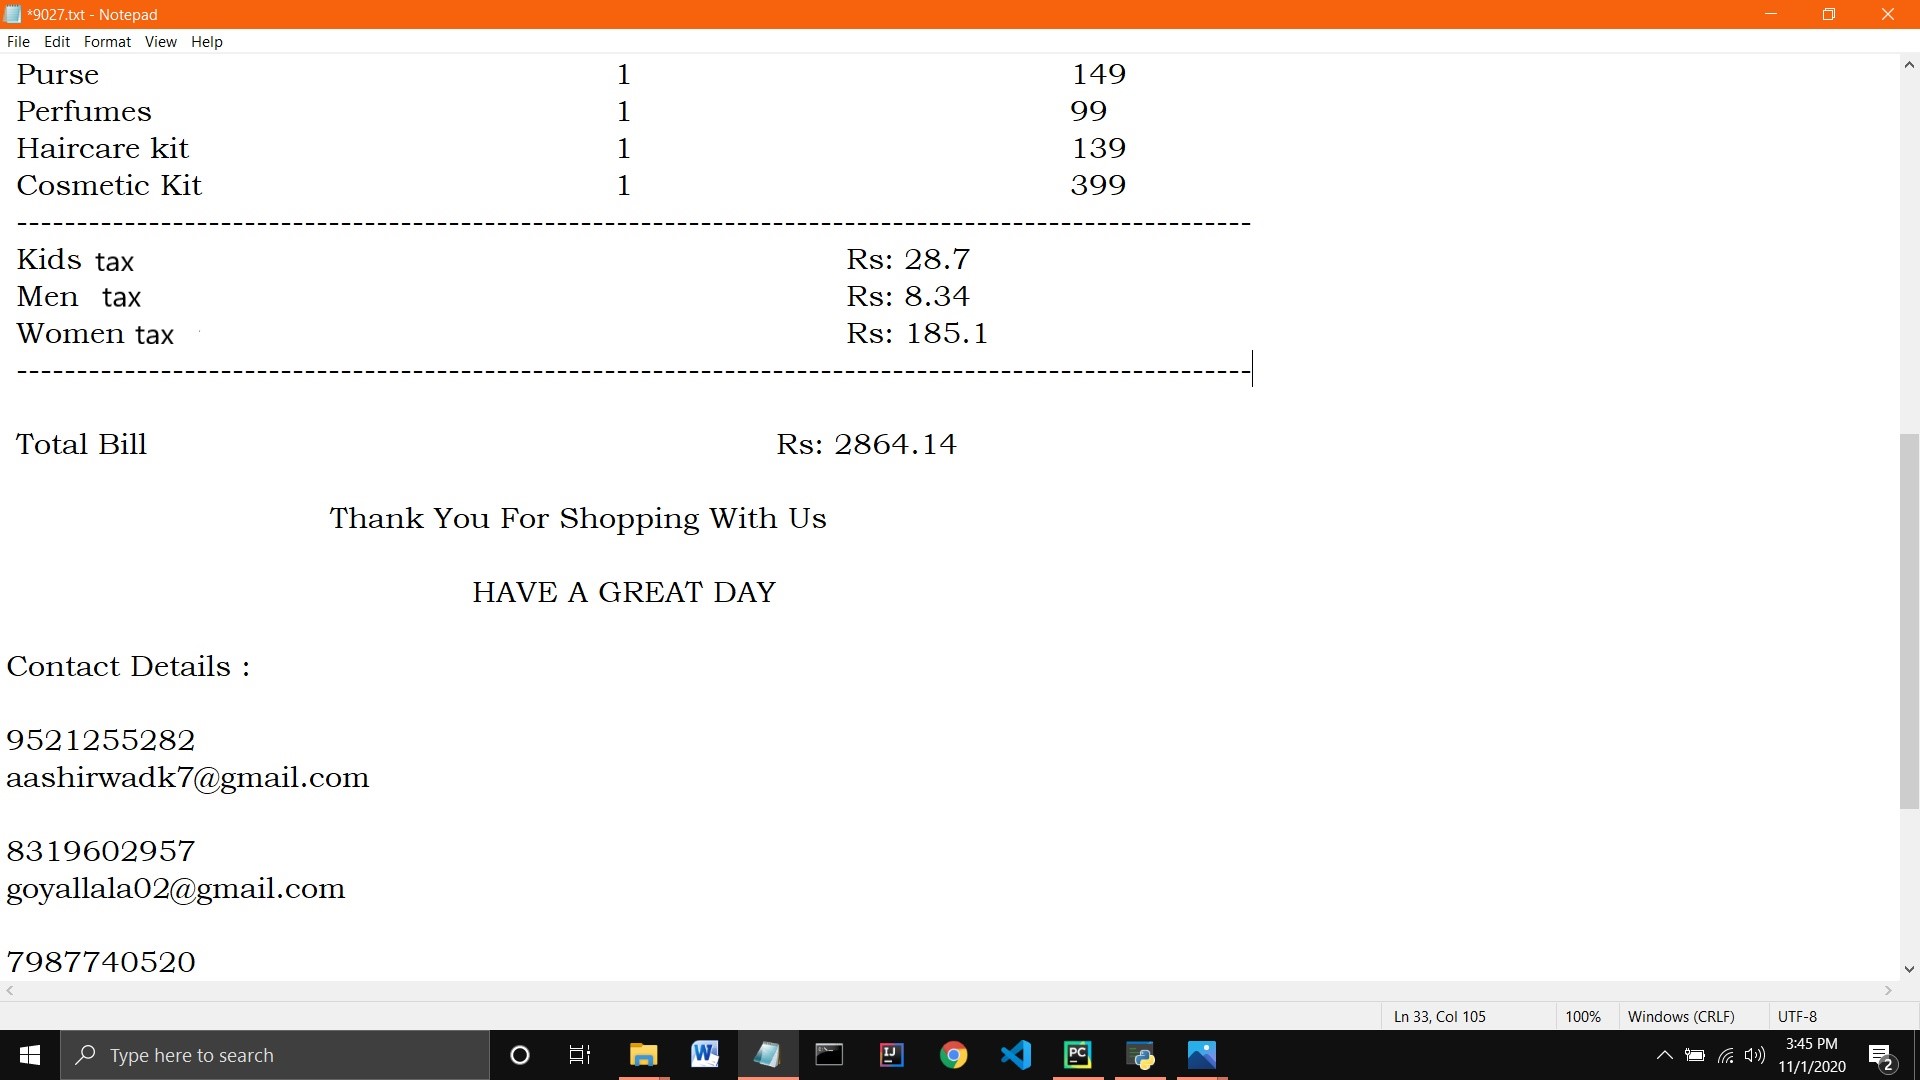 *9027.txt - Notepad
File Edit Format View Help
Purse 1 149
Perfumes 1 99
Haircare kit 1 139
Cosmetic Kit 1 399
-------------------------------------------------------------------------------------------------------
Kids tax Rs: 28.7
Men tax Rs: 8.34
Women tax Rs: 185.1
-------------------------------------------------------------------------------------------------------
Total Bill Rs: 2864.14
Thank You For Shopping With Us
HAVE A GREAT DAY
Contact Details :
9521255282
aashirwadk7@gmail.com
8319602957
goyallala02@gmail.com
7987740520
Ln 33, Col 105 100% Windows (CRLF) UTF-8
Type here to search
W
IJ
PC
3:45 PM
11/1/2020
2